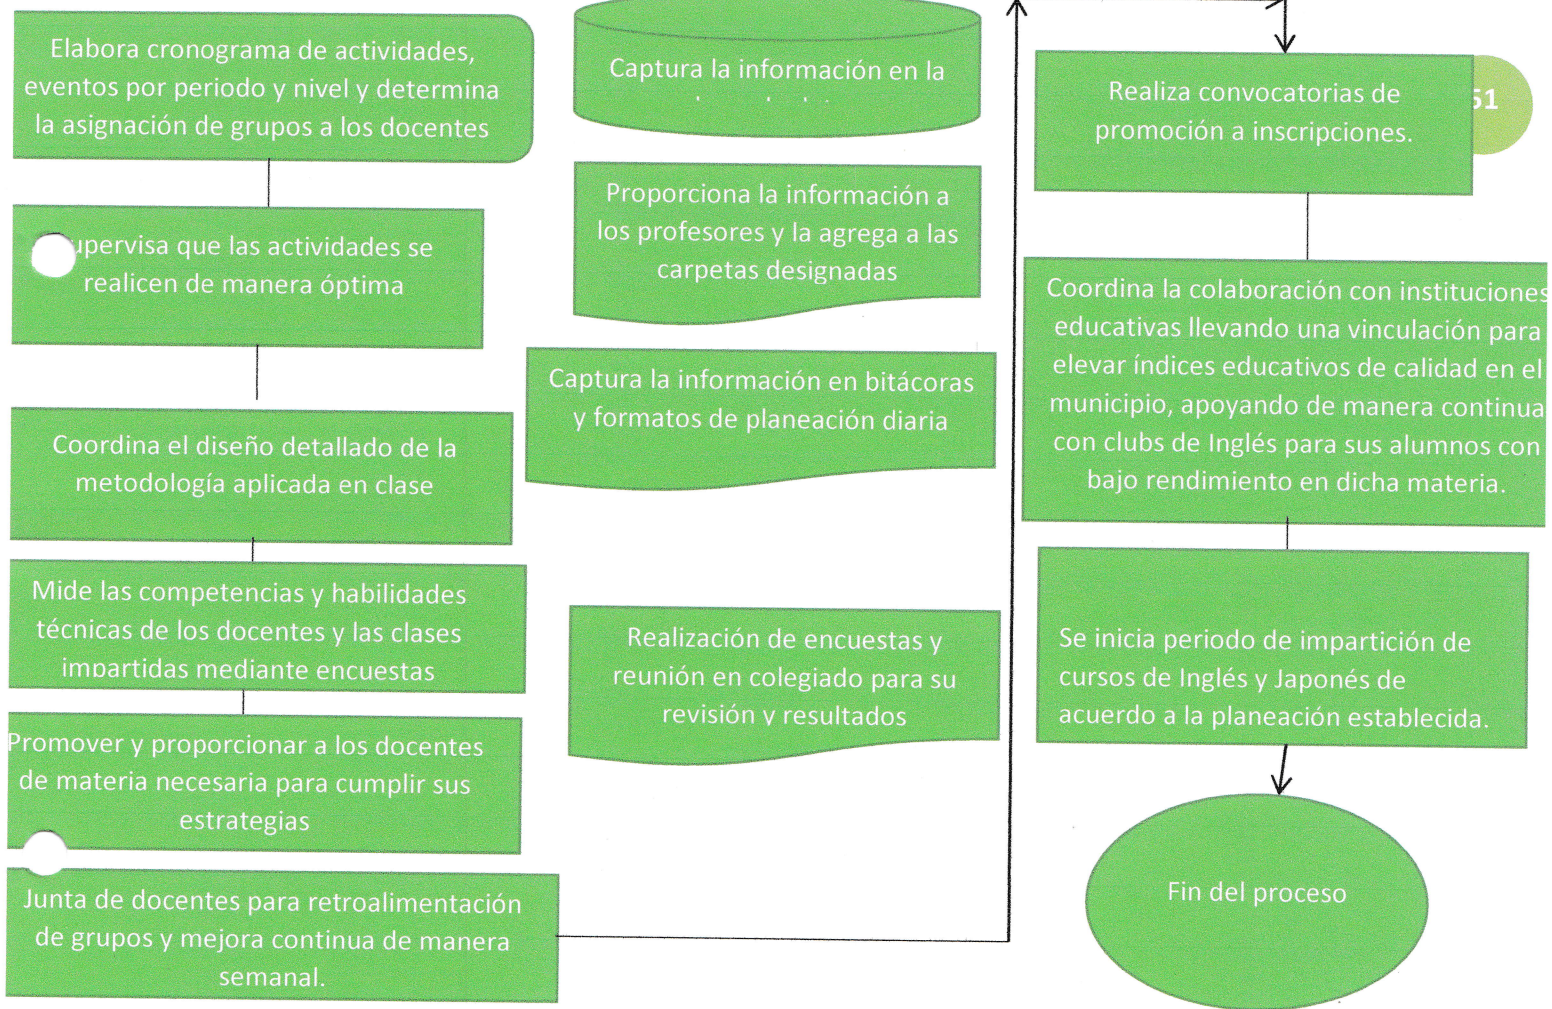 Elabora cronograma de actividades,
eventos por periodo y nivel y determina
la asignación de grupos a los docentes
upervisa que las actividades se
realicen de manera óptima
Coordina el diseño detallado de la
metodología aplicada en clase
Mide las competencias y habilidades
técnicas de los docentes y las clases
impartidas mediante encuestas
Promover y proporcionar a los docentes
de materia necesaria para cumplir sus
estrategias
Junta de docentes para retroalimentación
de grupos y mejora continua de manera
semanal.
Captura la información en la
Proporciona la información a
los profesores y la agrega a las
carpetas designadas
Captura la información en bitácoras
y formatos de planeación diaria
Realización de encuestas y
reunión en colegiado para su
revisión y resultados
51
Realiza convocatorias de
promoción a inscripciones.
Coordina la colaboración con instituciones
educativas llevando una vinculación para
elevar índices educativos de calidad en el
municipio, apoyando de manera continua
con clubs de Inglés para sus alumnos con
bajo rendimiento en dicha materia.
Se inicia periodo de impartición de
cursos de Inglés y Japonés de
acuerdo a la planeación establecida.
Fin del proceso